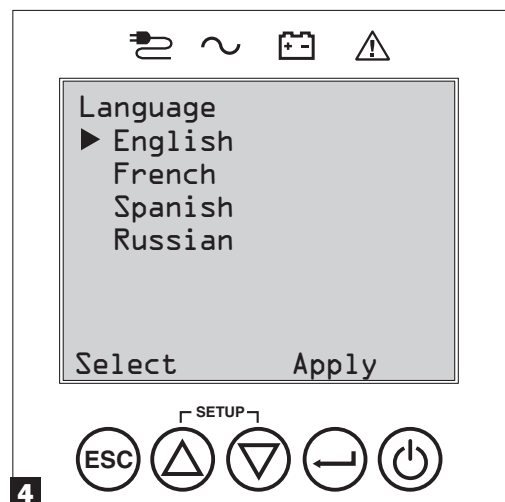 Language
English
French
Spanish
Russian
Select Apply
SETUP
ESC
4